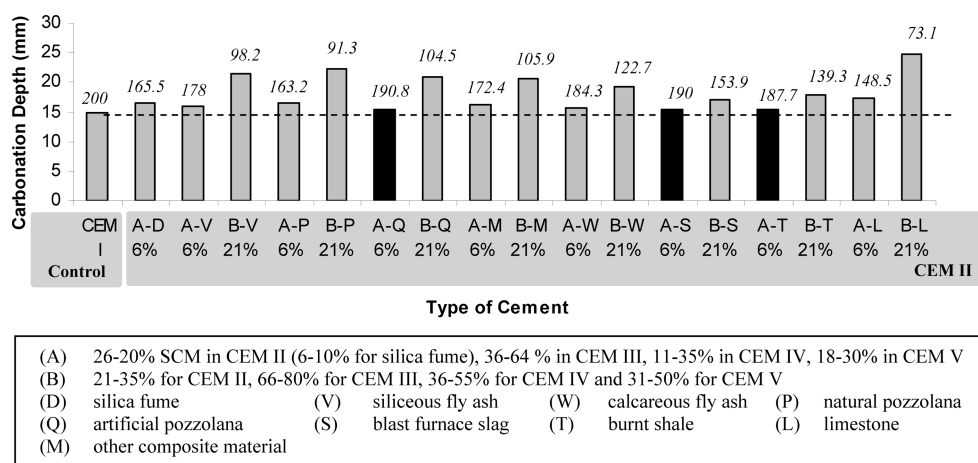 30
25
20
15
10
5
0
Carbonation Depth (mm)
200 165.5 178 98.2 163.2 91.3 190.8 104.5 172.4 105.9 184.3 122.7 190 153.9 187.7 139.3 148.5 73.1
CEM I A-D A-V B-V A-P B-P A-Q B-Q A-M B-M A-W B-W A-S B-S A-T B-T A-L B-L
6% 6% 21% 6% 21% 6% 21% 6% 21% 6% 21% 6% 21% 6% 21% 6% 21%
Control CEM II
Type of Cement
(A) 26-20% SCM in CEM II (6-10% for silica fume), 36-64 % in CEM III, 11-35% in CEM IV, 18-30% in CEM V
(B) 21-35% for CEM II, 66-80% for CEM III, 36-55% for CEM IV and 31-50% for CEM V
(D) silica fume (V) siliceous fly ash (W) calcareous fly ash (P) natural pozzolana
(Q) artificial pozzolana (S) blast furnace slag (T) burnt shale (L) limestone
(M) other composite material